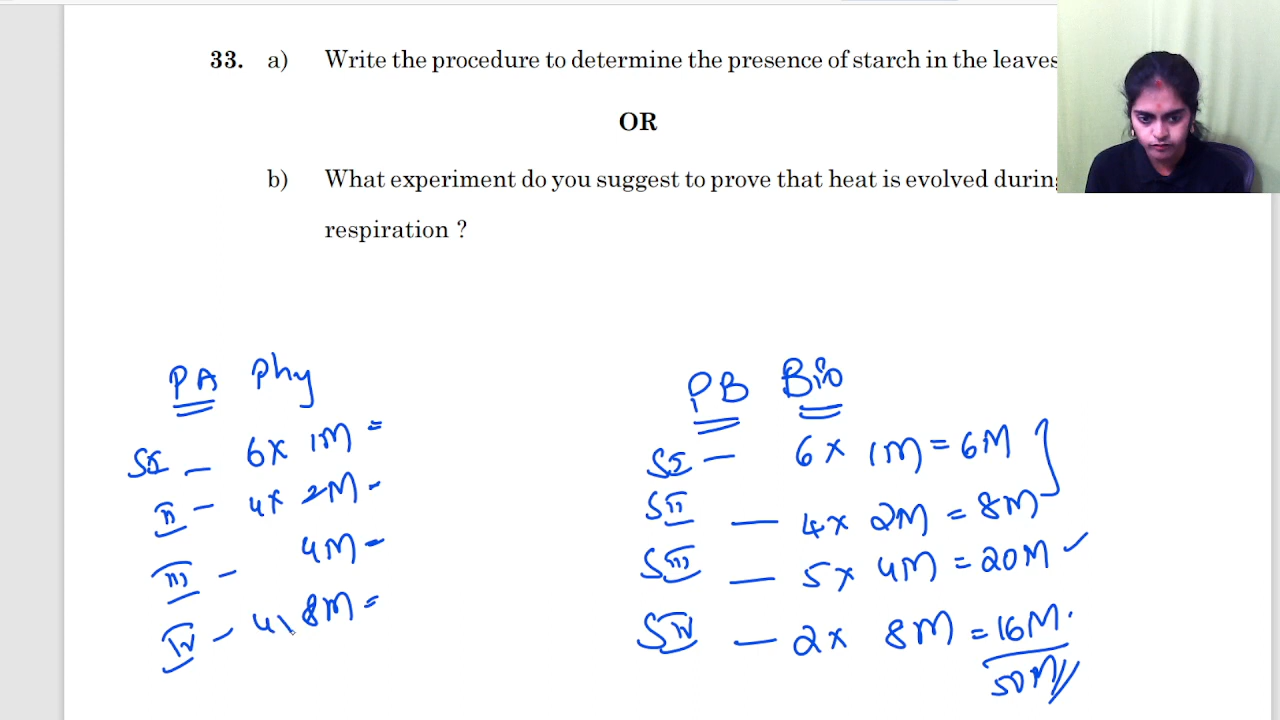 33. a) Write the procedure to determine the presence of starch in the leaves
OR
b) What experiment do you suggest to prove that heat is evolved durin
respiration ?
PA Phy
SI - 6 x 1M =
II - 4 x 2M -
III - 4M -
IV - 4 8M =
PB Bio
SI - 6 x 1M = 6M
SII - 4 x 2M = 8M
SIII - 5 x 4M = 20M ✓
SIV - 2 x 8M = 16M.
50M//